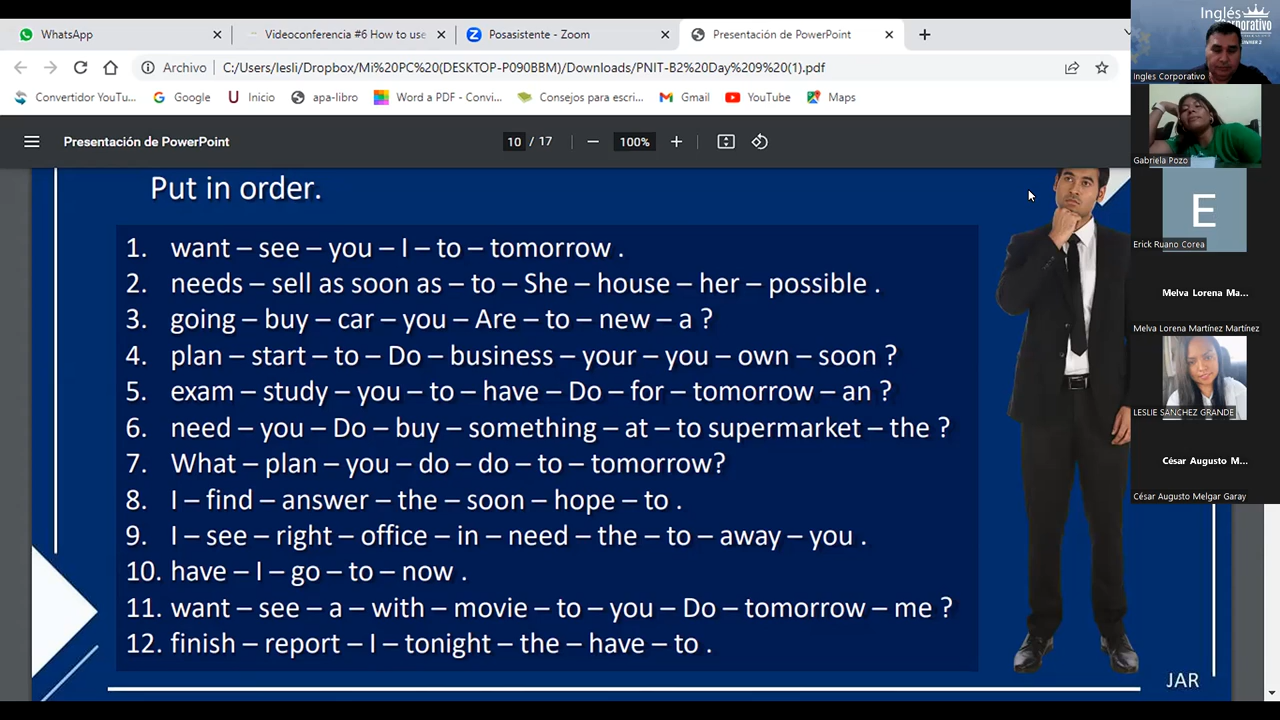 WhatsApp
Videoconferencia #6 How to use
Posasistente - Zoom
Presentación de PowerPoint
Archivo
C:/Users/lesli/Dropbox/Mi%20PC%20(DESKTOP-P090BBM)/Downloads/PNIT-B2%20Day%209%20(1).pdf
Convertidor YouTu...
Google
Inicio
apa-libro
Word a PDF - Convi...
Consejos para escri...
Gmail
YouTube
Maps
Presentación de PowerPoint
10 / 17
100%
Put in order.
1. want – see – you – I – to – tomorrow .
2. needs – sell as soon as – to – She – house – her – possible .
3. going – buy – car – you – Are – to – new – a ?
4. plan – start – to – Do – business – your – you – own – soon ?
5. exam – study – you – to – have – Do – for – tomorrow – an ?
6. need – you – Do – buy – something – at – to supermarket – the ?
7. What – plan – you – do – do – to – tomorrow?
8. I – find – answer – the – soon – hope – to .
9. I – see – right – office – in – need – the – to – away – you .
10. have – I – go – to – now .
11. want – see – a – with – movie – to – you – Do – tomorrow – me ?
12. finish – report – I – tonight – the – have – to .
JAR
Inglés
Corporativo
Ingles Corporativo
Gabriela Pozo
E
Erick Ruano Corea
Melva Lorena Ma...
Melva Lorena Martínez Martínez
LESLIE SANCHEZ GRANDE
César Augusto M...
César Augusto Melgar Garay